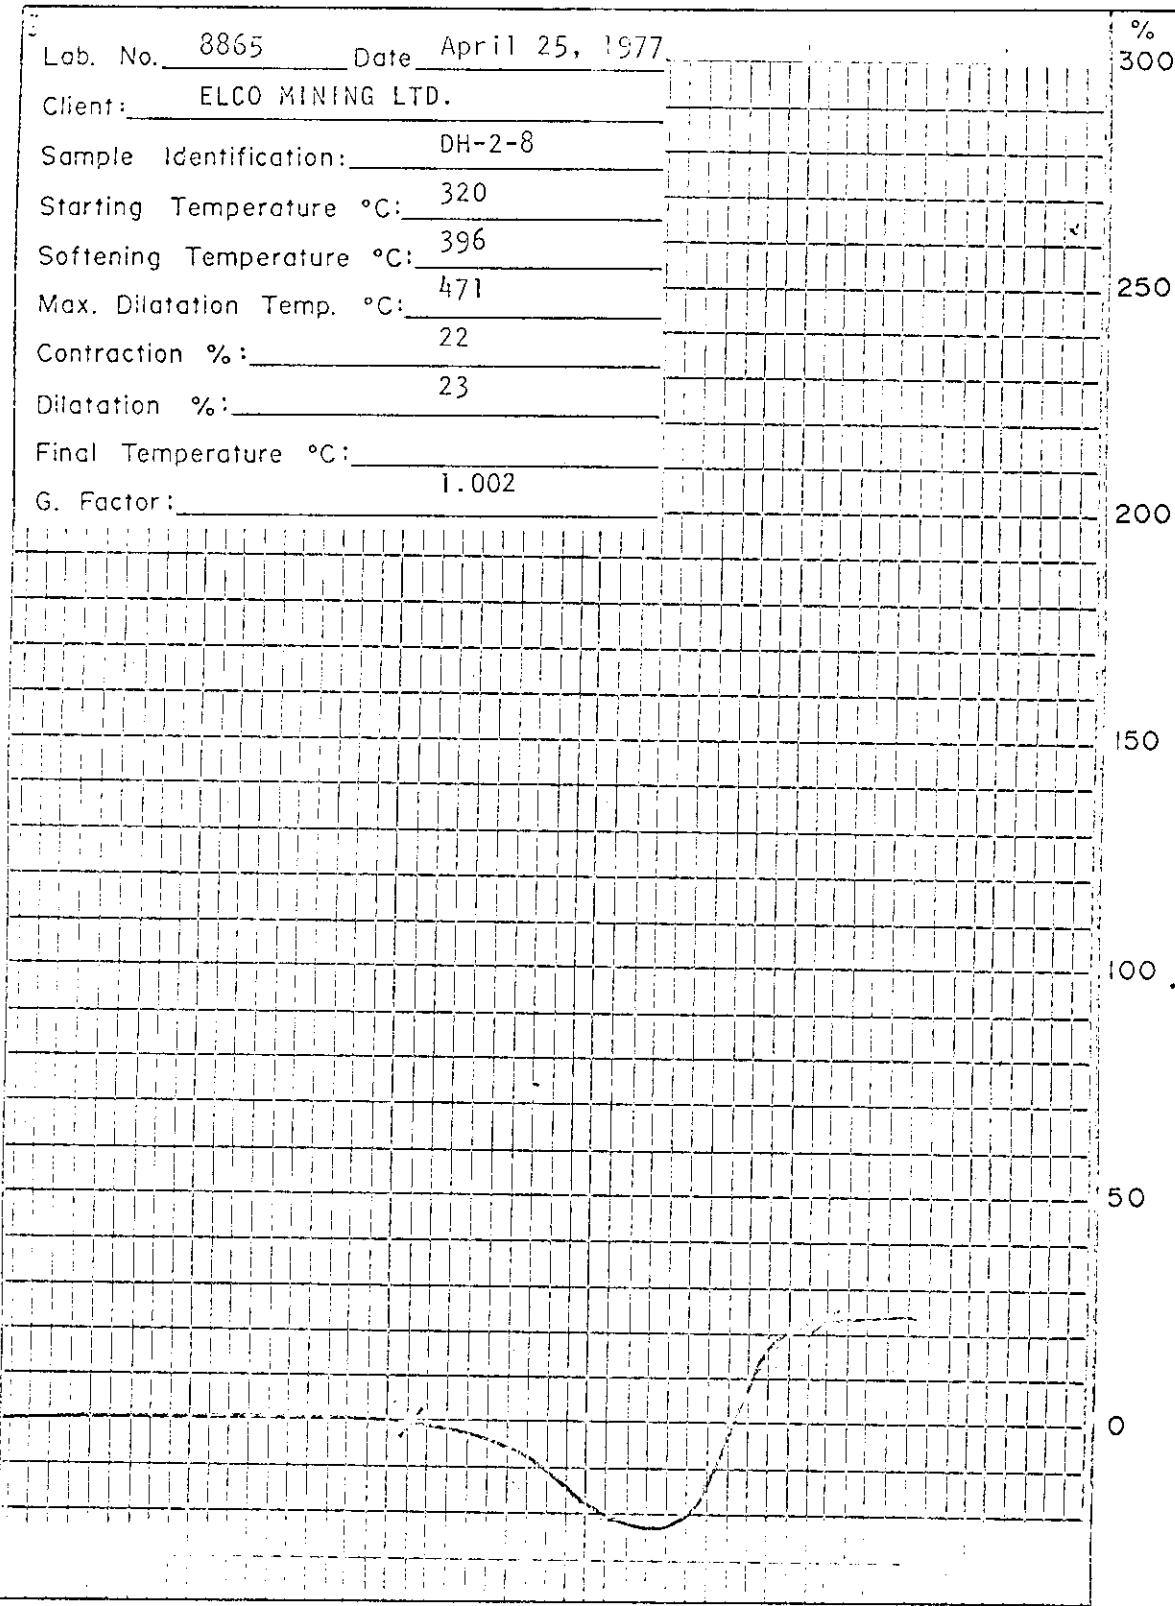 Lab. No. 8865 Date April 25, 1977
Client: ELCO MINING LTD.
Sample Identification: DH-2-8
Starting Temperature °C: 320
Softening Temperature °C: 396
Max. Dilatation Temp. °C: 471
Contraction %: 22
Dilatation %: 23
Final Temperature °C:
G. Factor: 1.002
%
300
250
200
150
100
50
0